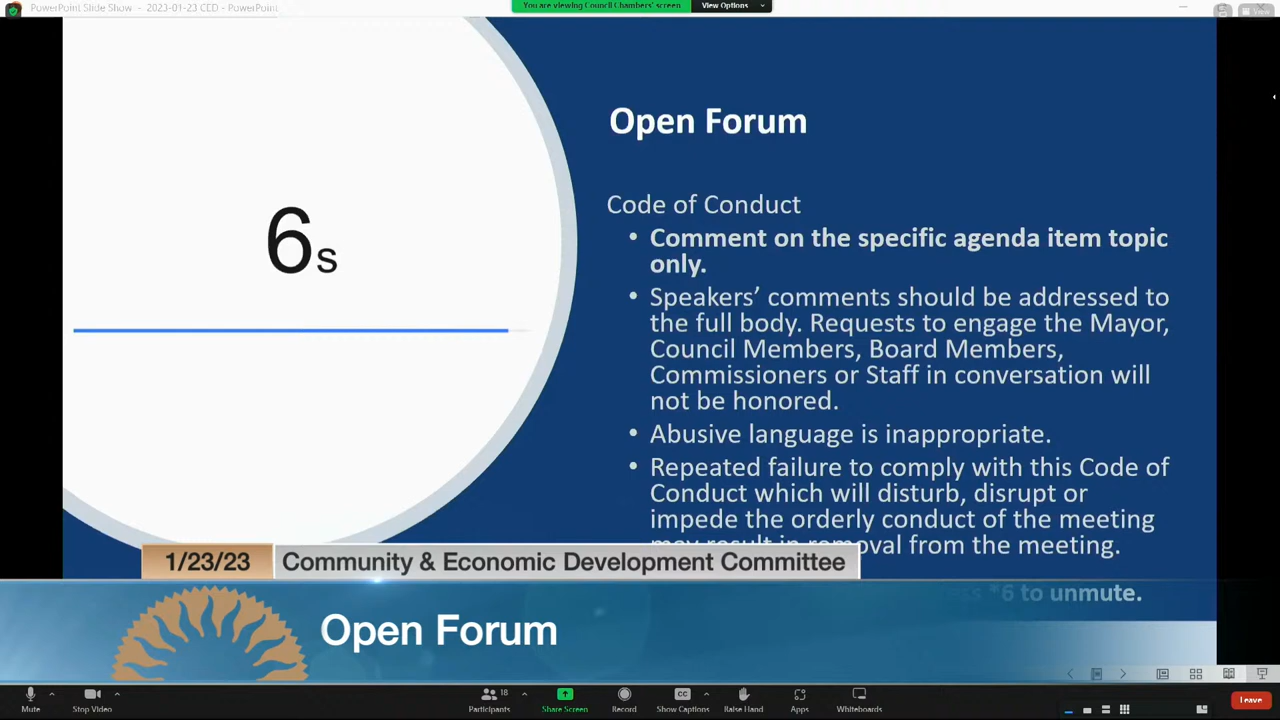 PowerPoint Slide Show - 2023-01-23 CED - PowerPoint
You are viewing Council Chambers' screen
View Options
View
6s
Open Forum
Code of Conduct
• Comment on the specific agenda item topic
only.
• Speakers’ comments should be addressed to
the full body. Requests to engage the Mayor,
Council Members, Board Members,
Commissioners or Staff in conversation will
not be honored.
• Abusive language is inappropriate.
• Repeated failure to comply with this Code of
Conduct which will disturb, disrupt or
impede the orderly conduct of the meeting
may result in removal from the meeting.
*6 to unmute.
1/23/23
Community & Economic Development Committee
Open Forum
Mute
Stop Video
18
Participants
Share Screen
Record
CC
Show Captions
Raise Hand
Apps
Whiteboards
Leave